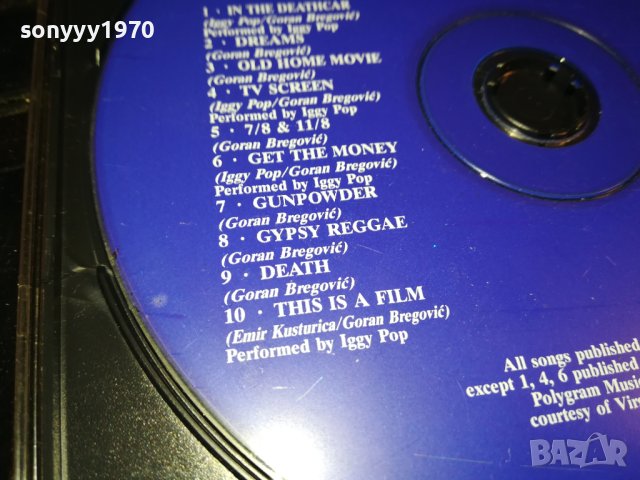 sonyyy1970
1 · IN THE DEATHCAR
(Iggy Pop/Goran Bregović)
Performed by Iggy Pop
2 · DREAMS
(Goran Bregović)
3 · OLD HOME MOVIE
(Goran Bregović)
4 · TV SCREEN
(Iggy Pop/Goran Bregović)
Performed by Iggy Pop
5 · 7/8 & 11/8
(Goran Bregović)
6 · GET THE MONEY
(Iggy Pop/Goran Bregović)
Performed by Iggy Pop
7 · GUNPOWDER
(Goran Bregović)
8 · GYPSY REGGAE
(Goran Bregović)
9 · DEATH
(Goran Bregović)
10 · THIS IS A FILM
(Emir Kusturica/Goran Bregović)
Performed by Iggy Pop
All songs published
except 1, 4, 6 published
Polygram Music
courtesy of Vir
BAZAR